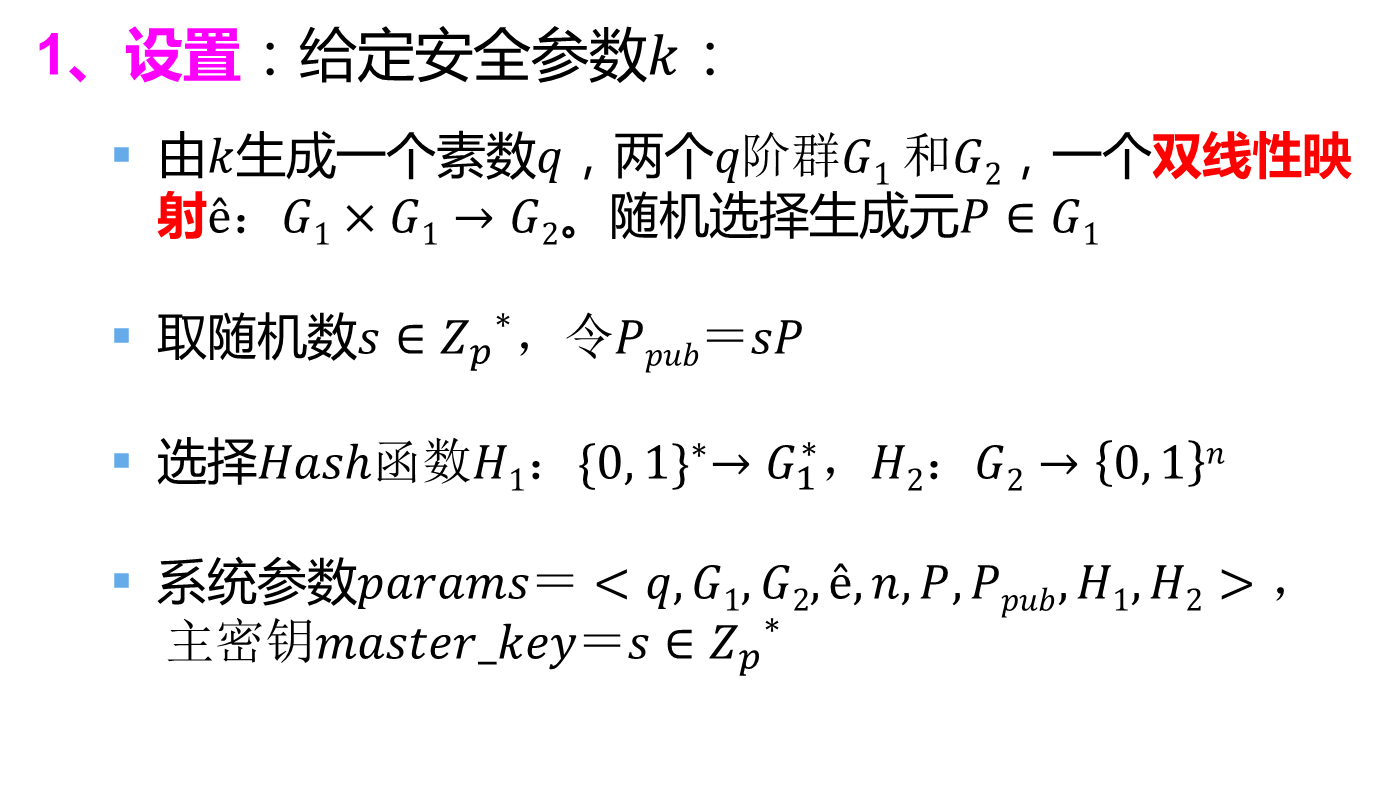 1、设置：给定安全参数𝑘：
▪ 由𝑘生成一个素数𝑞，两个𝑞阶群𝐺₁ 和𝐺₂，一个双线性映
射ê：𝐺₁ × 𝐺₁ → 𝐺₂。随机选择生成元𝑃 ∈ 𝐺₁
▪ 取随机数𝑠 ∈ 𝑍ₚ*，令𝑃ₚᵤb＝𝑠𝑃
▪ 选择𝐻𝑎𝑠ℎ函数𝐻₁：{0, 1}*→ 𝐺₁*，𝐻₂：𝐺₂ → {0, 1}ⁿ
▪ 系统参数𝑝𝑎𝑟𝑎𝑚𝑠＝ < 𝑞, 𝐺₁, 𝐺₂, ê, 𝑛, 𝑃, 𝑃ₚᵤb, 𝐻₁, 𝐻₂ > ，
主密钥𝑚𝑎𝑠𝑡𝑒𝑟_𝑘𝑒𝑦＝𝑠 ∈ 𝑍ₚ*